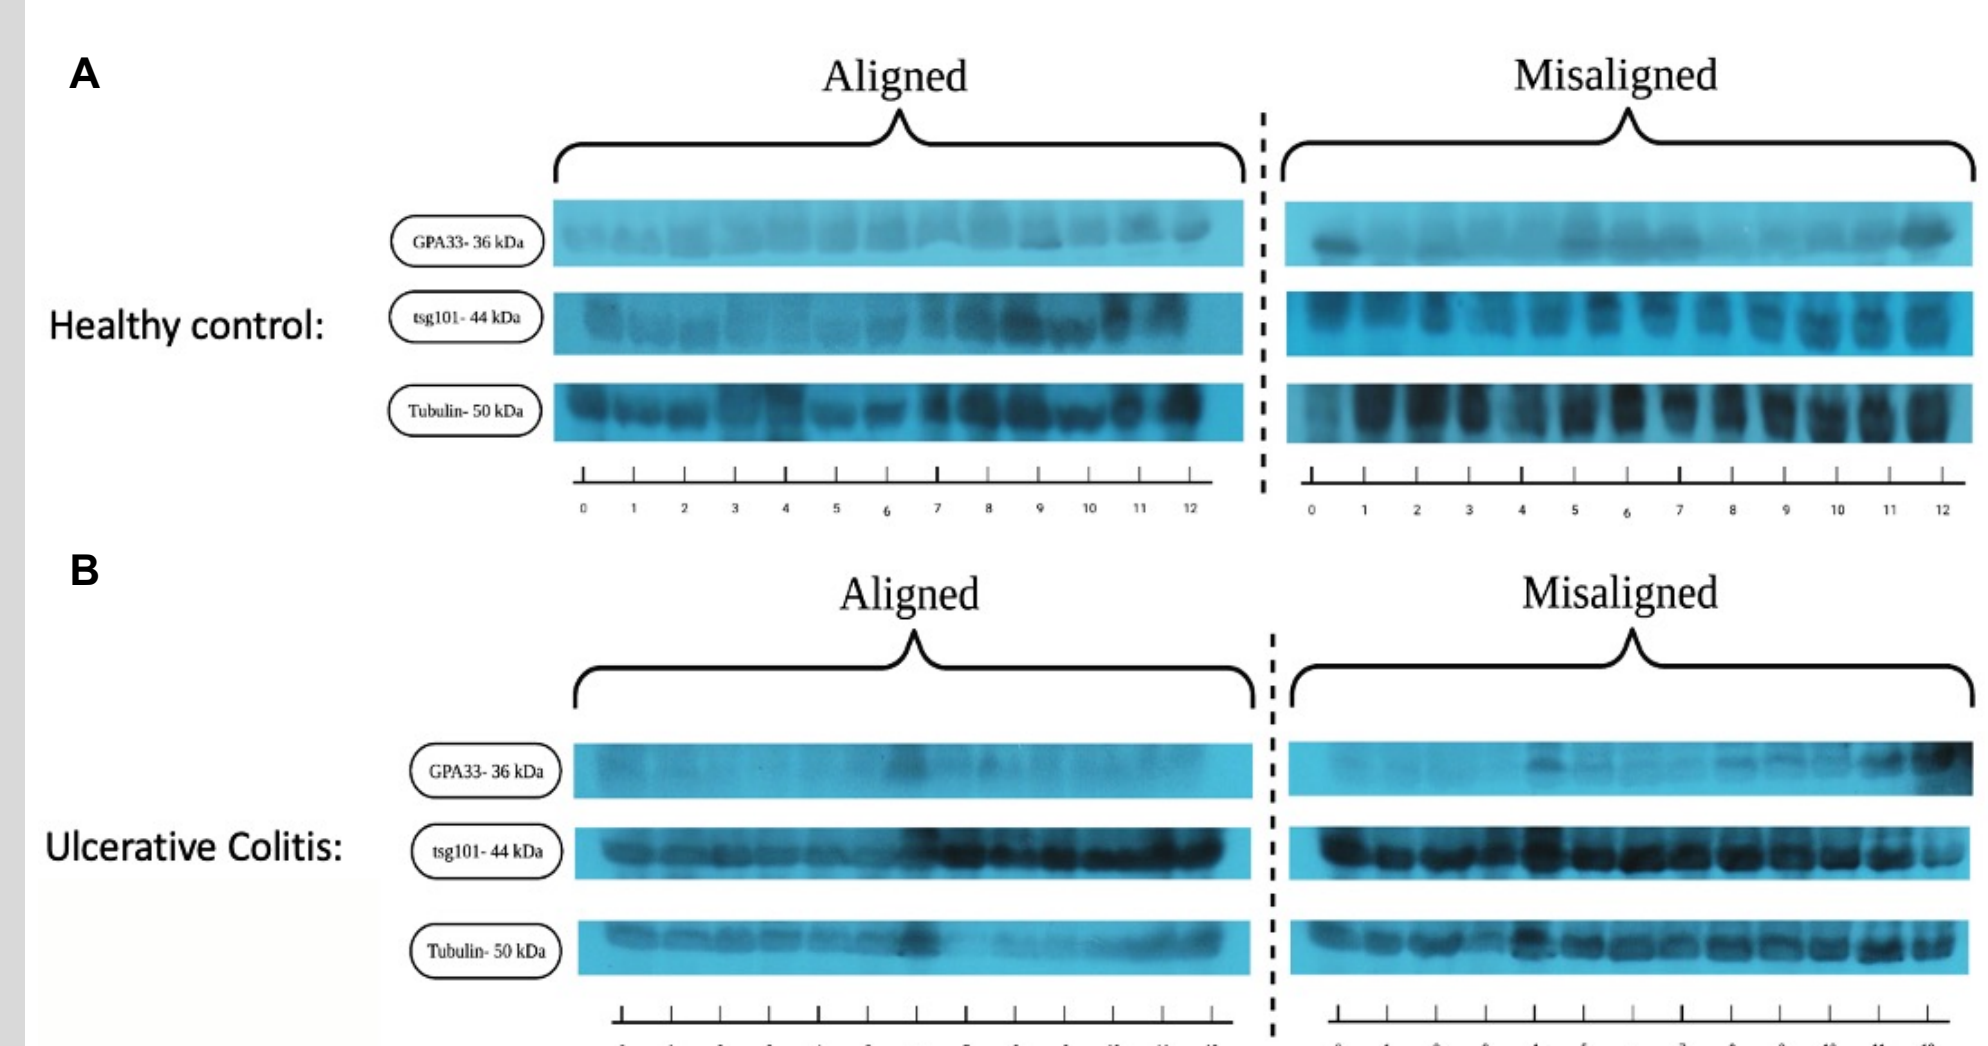 A
Aligned
Misaligned
GPA33- 36 kDa
Healthy control:
tsg101- 44 kDa
Tubulin- 50 kDa
0 1 2 3 4 5 6 7 8 9 10 11 12
0 1 2 3 4 5 6 7 8 9 10 11 12
B
Aligned
Misaligned
GPA33- 36 kDa
Ulcerative Colitis:
tsg101- 44 kDa
Tubulin- 50 kDa